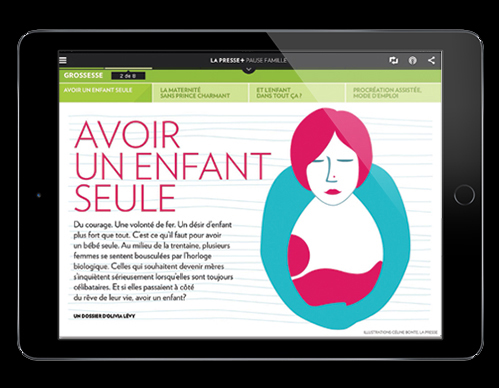 LA PRESSE+ PAUSE FAMILLE
GROSSESSE
2 de 8
AVOIR UN ENFANT SEULE
LA MATERNITÉ
SANS PRINCE CHARMANT
ET L'ENFANT
DANS TOUT ÇA ?
PROCRÉATION ASSISTÉE,
MODE D'EMPLOI
AVOIR
UN ENFANT
SEULE
Du courage. Une volonté de fer. Un désir d'enfant
plus fort que tout. C'est ce qu'il faut pour avoir
un bébé seule. Au milieu de la trentaine, plusieurs
femmes se sentent bousculées par l'horloge
biologique. Celles qui souhaitent devenir mères
s'inquiètent sérieusement lorsqu'elles sont toujours
célibataires. Et si elles passaient à côté
du rêve de leur vie, avoir un enfant?
UN DOSSIER D'OLIVIA LÉVY
ILLUSTRATIONS CÉLINE BONTE, LA PRESSE